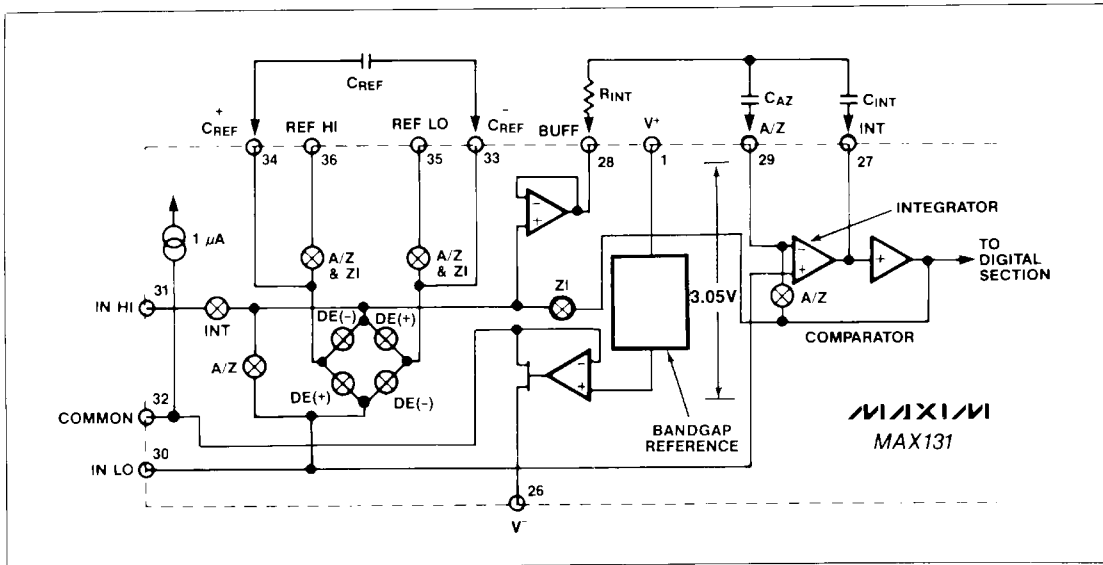 CREF
RINT
CAZ
CINT
CREF+
REF HI
REF LO
CREF−
BUFF
V+
A/Z
INT
34
36
35
33
28
1
29
27
1 µA
A/Z & ZI
A/Z & ZI
INTEGRATOR
TO DIGITAL SECTION
31
IN HI
INT
DE(-)
DE(+)
ZI
3.05V
A/Z
COMPARATOR
A/Z
DE(+)
DE(-)
32
COMMON
BANDGAP REFERENCE
MAXIM
MAX131
30
IN LO
26
V−